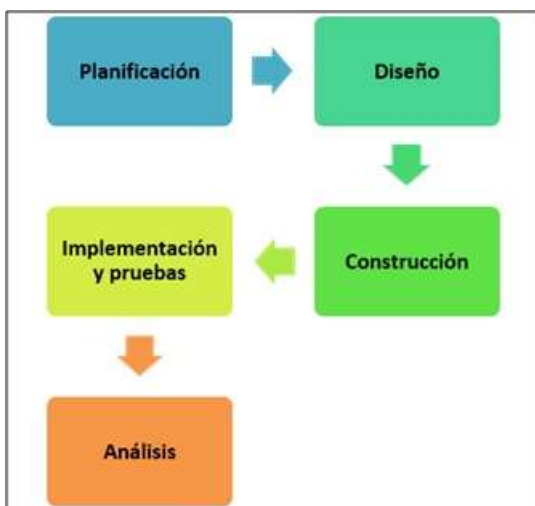 Planificación
Diseño
Implementación
y pruebas
Construcción
Análisis